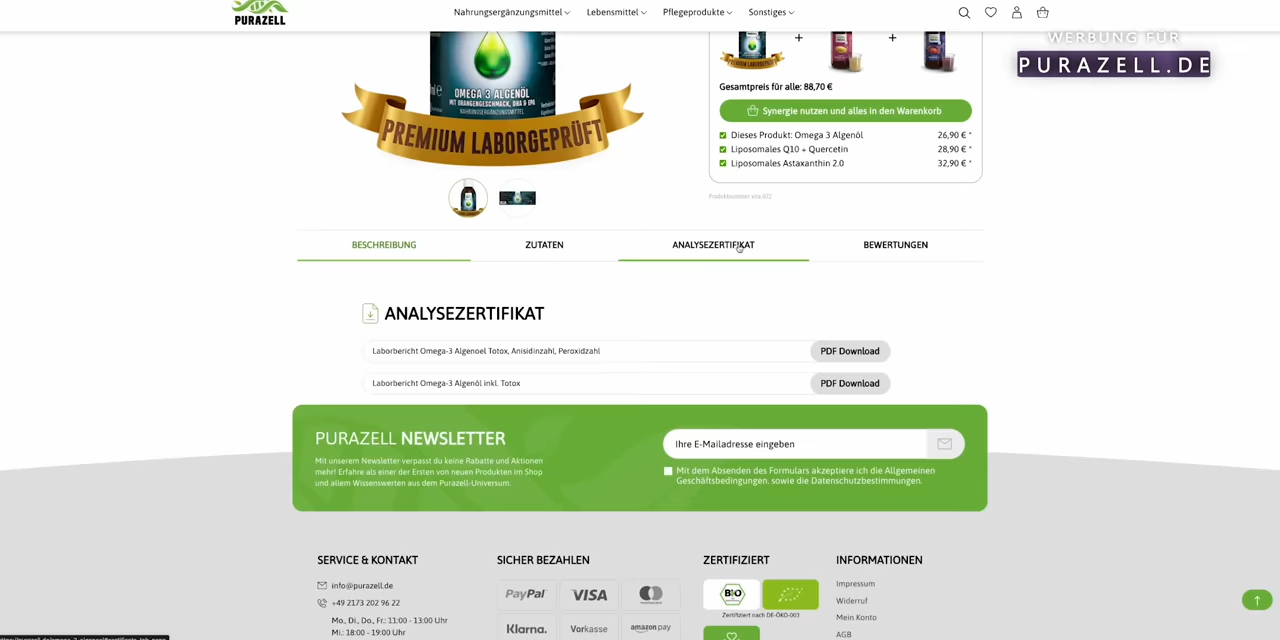 PURAZELL
Nahrungsergänzungsmittel
Lebensmittel
Pflegeprodukte
Sonstiges
WERBUNG FÜR
PURAZELL.DE
OMEGA 3 ALGENÖL
MIT ORANGENGESCHMACK, DHA & EPA
NAHRUNGSERGÄNZUNGSMITTEL
PREMIUM LABORGEPRÜFT
+
+
Gesamtpreis für alle: 88,70 €
Synergie nutzen und alles in den Warenkorb
Dieses Produkt: Omega 3 Algenöl 26,90 € *
Liposomales Q10 + Quercetin 28,90 € *
Liposomales Astaxanthin 2.0 32,90 € *
BESCHREIBUNG
ZUTATEN
ANALYSEZERTIFIKAT
BEWERTUNGEN
ANALYSEZERTIFIKAT
Laborbericht Omega-3 Algenoel Totox, Anisidinzahl, Peroxidzahl
PDF Download
Laborbericht Omega-3 Algenöl inkl. Totox
PDF Download
PURAZELL NEWSLETTER
Mit unserem Newsletter verpasst du keine Rabatte und Aktionen
mehr! Erfahre als einer der Ersten von neuen Produkten im Shop
und allem Wissenswerten aus dem Purazell-Universum.
Ihre E-Mailadresse eingeben
Mit dem Absenden des Formulars akzeptiere ich die Allgemeinen
Geschäftsbedingungen. sowie die Datenschutzbestimmungen.
SERVICE & KONTAKT
info@purazell.de
+49 2173 202 96 22
Mo., Di., Do., Fr.: 11:00 - 13:00 Uhr
Mi.: 18:00 - 19:00 Uhr
SICHER BEZAHLEN
PayPal
VISA
Klarna.
Vorkasse
amazon pay
ZERTIFIZIERT
BIO
Zertifiziert nach DE-ÖKO-003
INFORMATIONEN
Impressum
Widerruf
Mein Konto
AGB